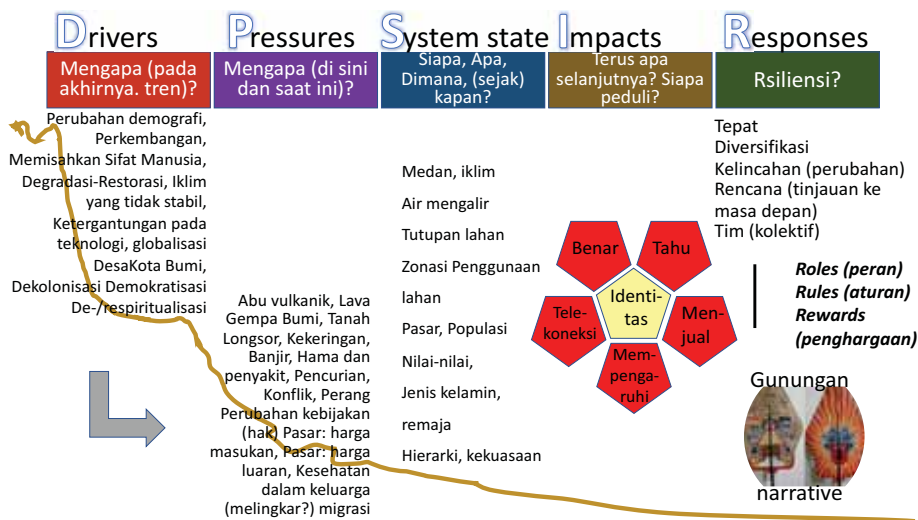 Drivers
Mengapa (pada
akhirnya. tren)?
Perubahan demografi,
Perkembangan,
Memisahkan Sifat Manusia,
Degradasi-Restorasi, Iklim
yang tidak stabil,
Ketergantungan pada
teknologi, globalisasi
DesaKota Bumi,
Dekolonisasi Demokratisasi
De-/respiritualisasi
Pressures
Mengapa (di sini
dan saat ini)?
Abu vulkanik, Lava
Gempa Bumi, Tanah
Longsor, Kekeringan,
Banjir, Hama dan
penyakit, Pencurian,
Konflik, Perang
Perubahan kebijakan
(hak) Pasar: harga
masukan, Pasar: harga
luaran, Kesehatan
dalam keluarga
(melingkar?) migrasi
System state
Siapa, Apa,
Dimana, (sejak)
kapan?
Medan, iklim
Air mengalir
Tutupan lahan
Zonasi Penggunaan
lahan
Pasar, Populasi
Nilai-nilai,
Jenis kelamin,
remaja
Hierarki, kekuasaan
Impacts
Terus apa
selanjutnya? Siapa
peduli?
Benar
Tahu
Identi-
tas
Tele-
koneksi
Men-
jual
Mem-
penga-
ruhi
Responses
Rsiliensi?
Tepat
Diversifikasi
Kelincahan (perubahan)
Rencana (tinjauan ke
masa depan)
Tim (kolektif)
Roles (peran)
Rules (aturan)
Rewards
(penghargaan)
Gunungan
narrative